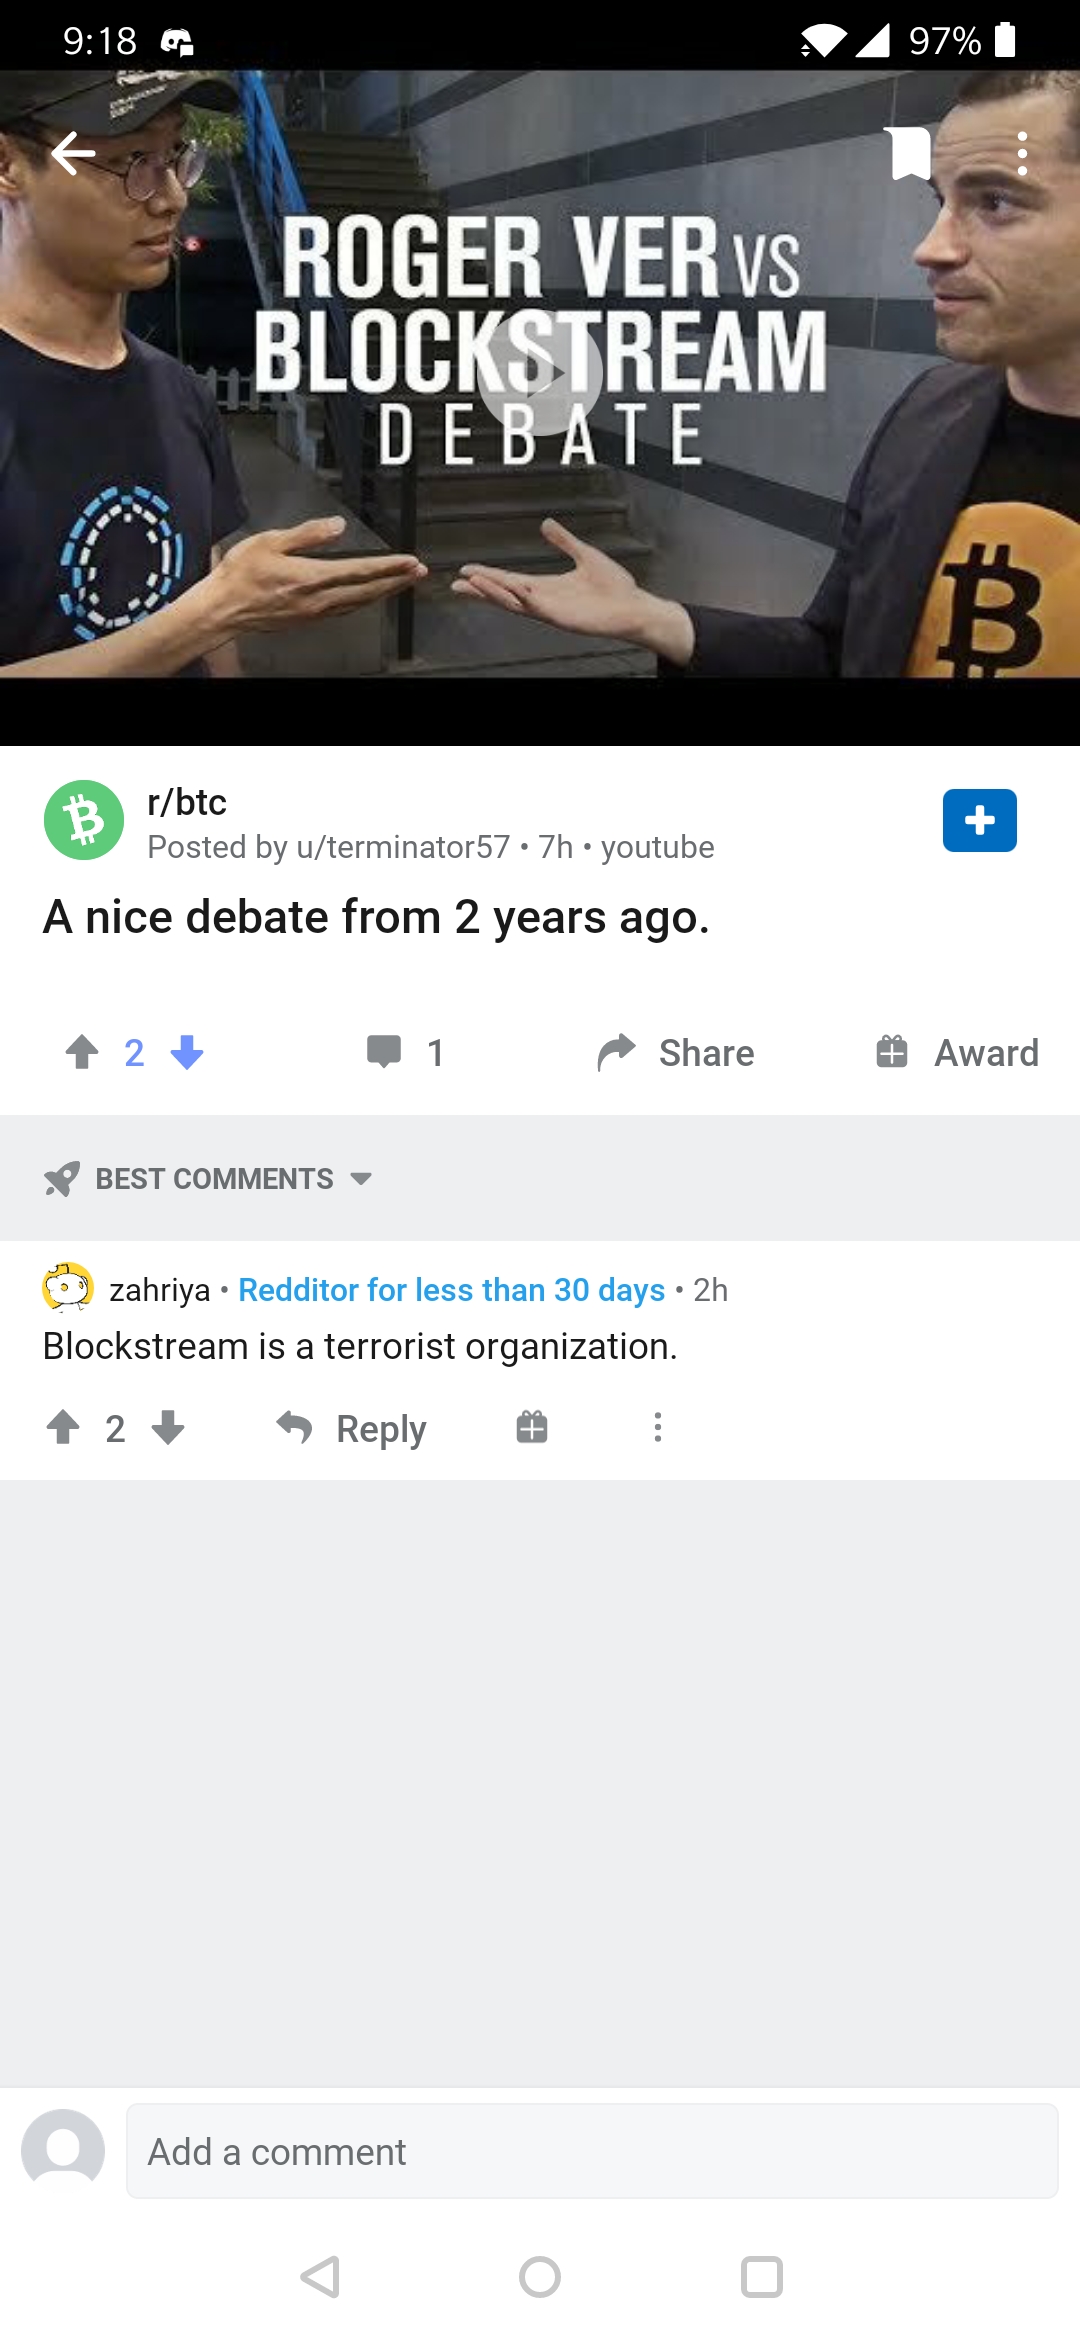 9:18
97%
ROGER VER VS
BLOCKSTREAM
DEBATE
r/btc
Posted by u/terminator57 • 7h • youtube
A nice debate from 2 years ago.
2
1
Share
Award
BEST COMMENTS
zahriya • Redditor for less than 30 days • 2h
Blockstream is a terrorist organization.
2
Reply
Add a comment